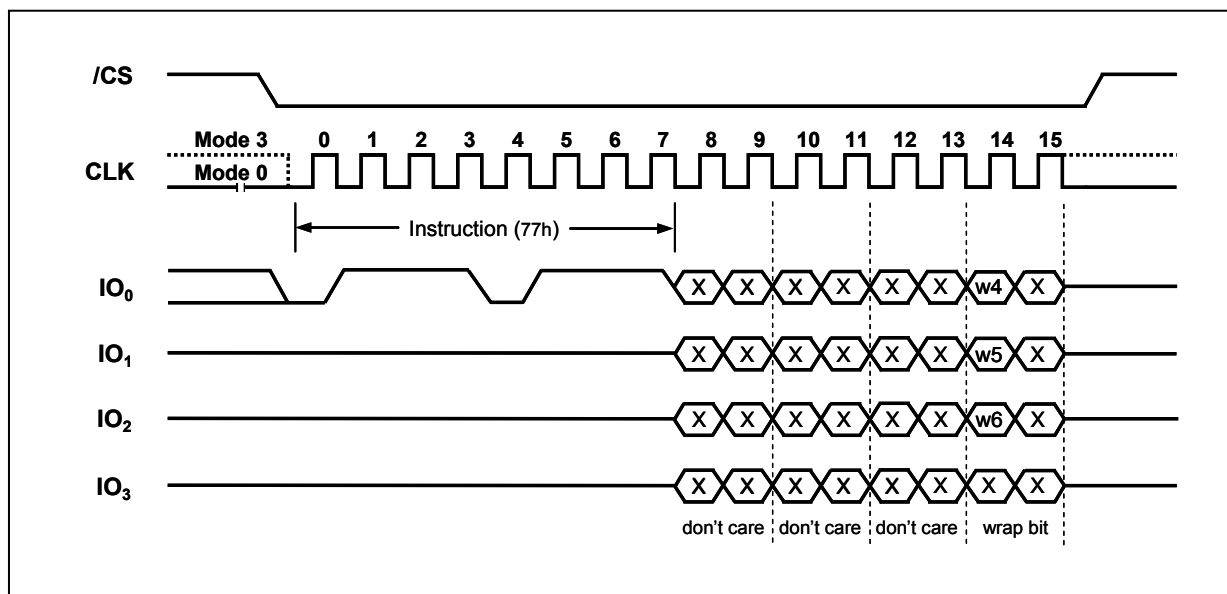 /CS
Mode 3 0 1 2 3 4 5 6 7 8 9 10 11 12 13 14 15
CLK Mode 0
Instruction (77h)
IO₀ X X X X X X w4 X
IO₁ X X X X X X w5 X
IO₂ X X X X X X w6 X
IO₃ X X X X X X X X
don't care don't care don't care wrap bit